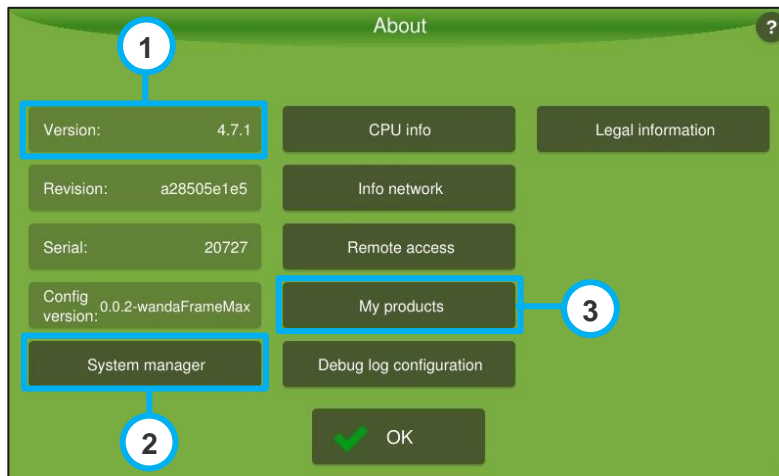 About
?
1
Version: 4.7.1
CPU info
Legal information
Revision: a28505e1e5
Info network
Serial: 20727
Remote access
Config
version: 0.0.2-wandaFrameMax
My products
3
System manager
Debug log configuration
2
OK